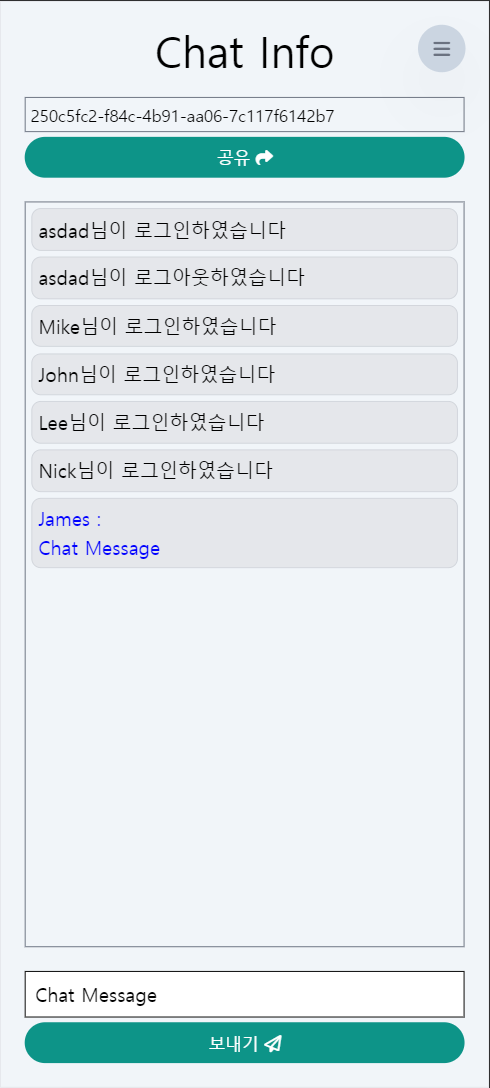 Chat Info
250c5fc2-f84c-4b91-aa06-7c117f6142b7
공유
asdad님이 로그인하였습니다
asdad님이 로그아웃하였습니다
Mike님이 로그인하였습니다
John님이 로그인하였습니다
Lee님이 로그인하였습니다
Nick님이 로그인하였습니다
James :
Chat Message
Chat Message
보내기